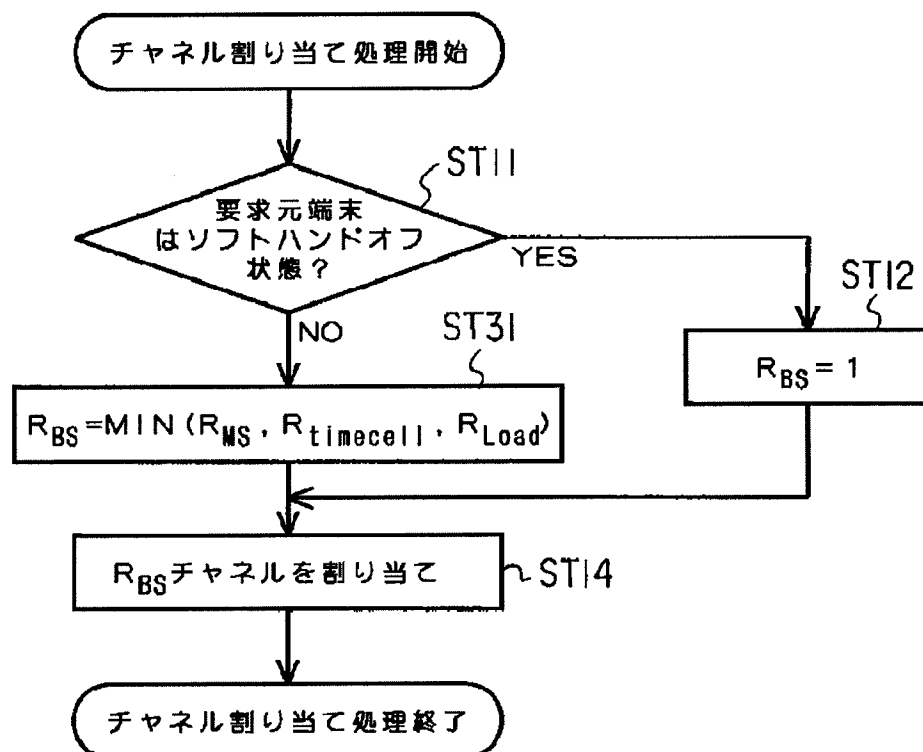 チャネル割り当て処理開始
ST11
要求元端末
はソフトハンドオフ
状態？
YES
ST12
NO
ST31
R_BS = 1
R_BS=MIN (R_MS, R_timecell, R_Load)
R_BSチャネルを割り当て
ST14
チャネル割り当て処理終了